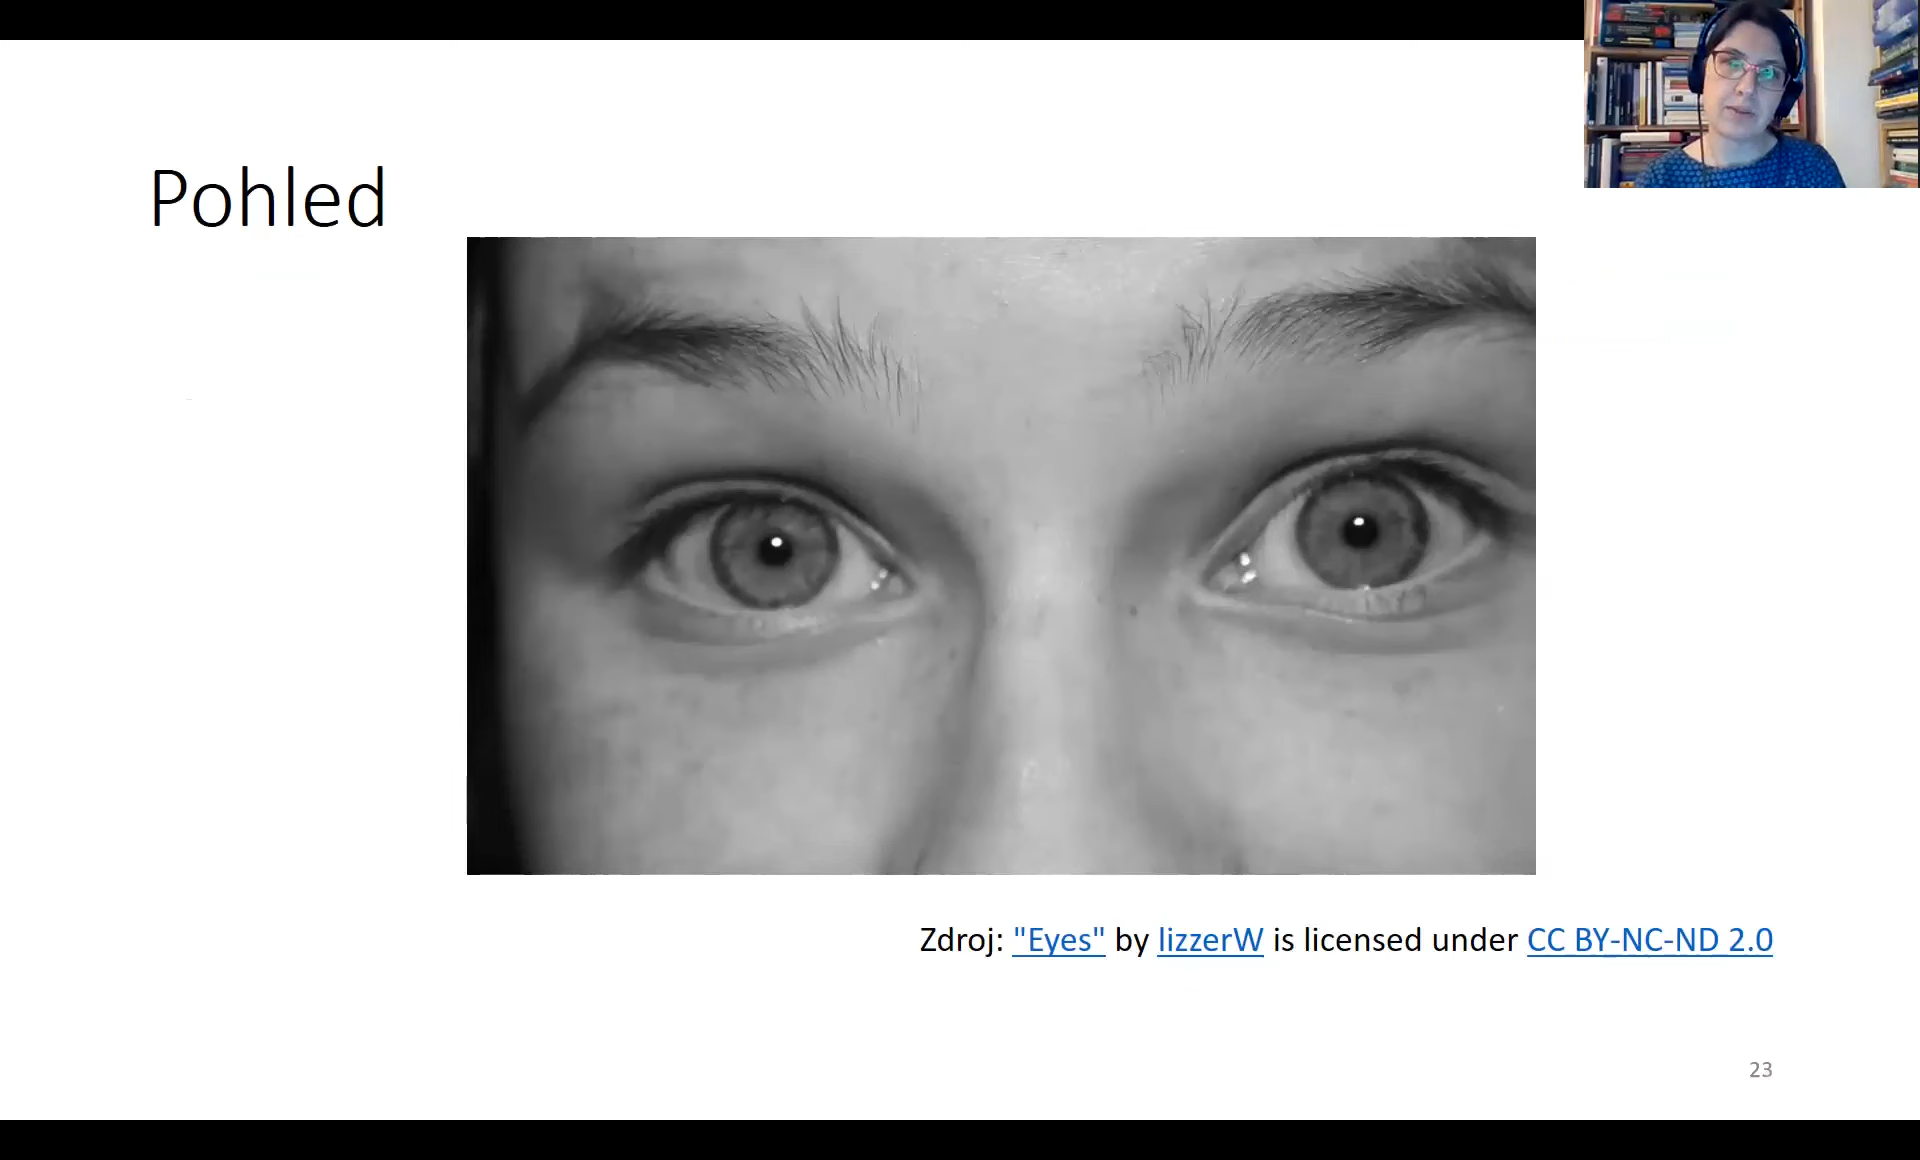 Pohled
Zdroj: "Eyes" by lizzerW is licensed under CC BY-NC-ND 2.0
23